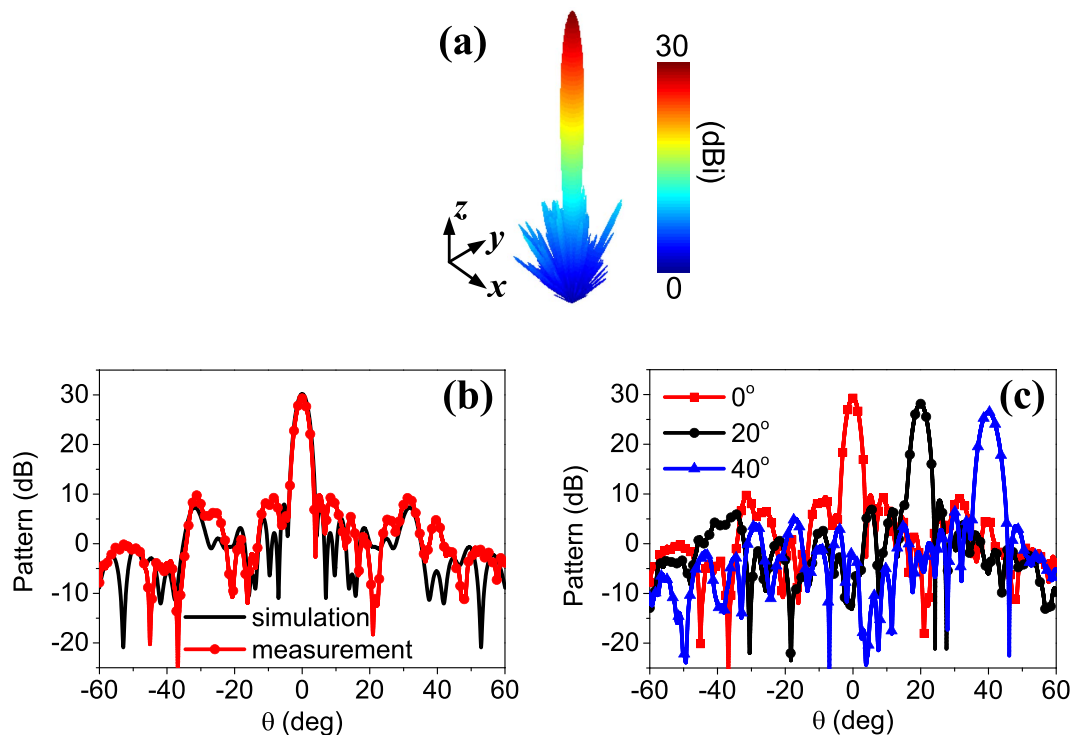 (a)
30
(dBi)
0
z
y
x
(b)
30
20
10
0
-10
-20
Pattern (dB)
simulation
measurement
-60 -40 -20 0 20 40 60
θ (deg)
(c)
30
20
10
0
-10
-20
Pattern (dB)
0°
20°
40°
-60 -40 -20 0 20 40 60
θ (deg)